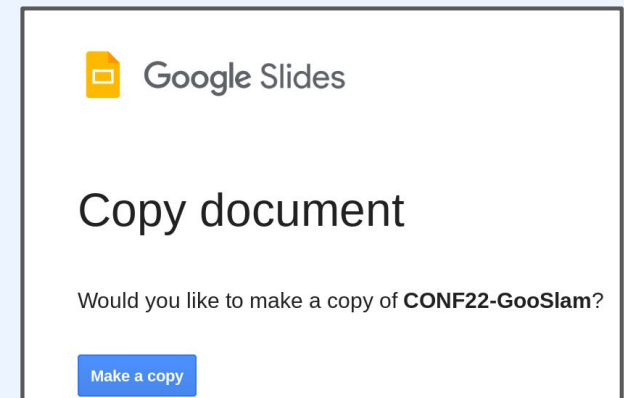 Google Slides
Copy document
Would you like to make a copy of CONF22-GooSlam?
Make a copy